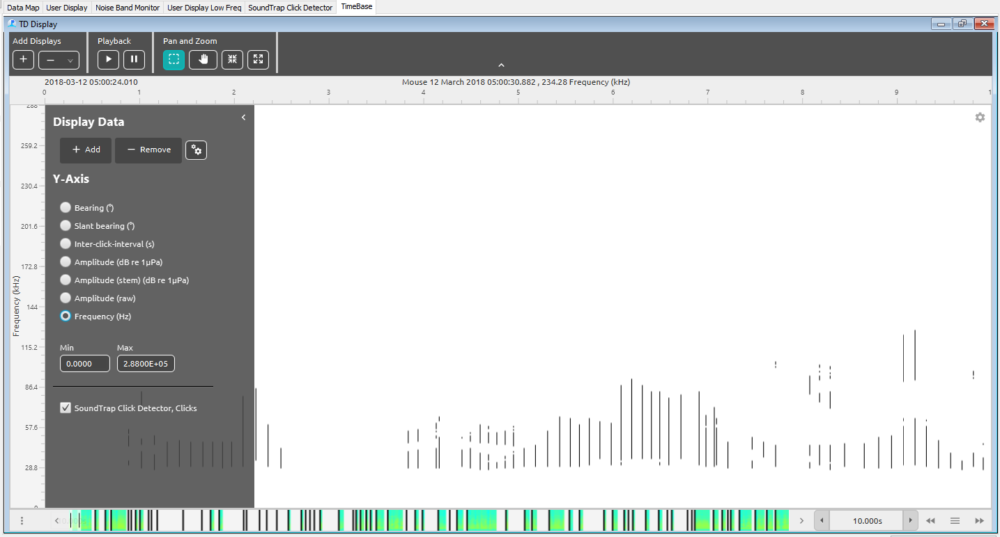 Data Map User Display Noise Band Monitor User Display Low Freq SoundTrap Click Detector TimeBase
TD Display
Add Displays Playback Pan and Zoom
2018-03-12 05:00:24.010 Mouse 12 March 2018 05:00:30.882 , 234.28 Frequency (kHz)
0 1 2 3 4 5 6 7 8 9 1
288
Display Data
+ Add − Remove
259.2
Y-Axis
230.4
Bearing (°)
201.6
Slant bearing (°)
Inter-click-interval (s)
172.8
Amplitude (dB re 1µPa)
Amplitude (stem) (dB re 1µPa)
Amplitude (raw)
144
Frequency (Hz)
Frequency (kHz)
115.2
Min Max
0.0000 2.8800E+05
86.4
SoundTrap Click Detector, Clicks
57.6
28.8
0
10.000s